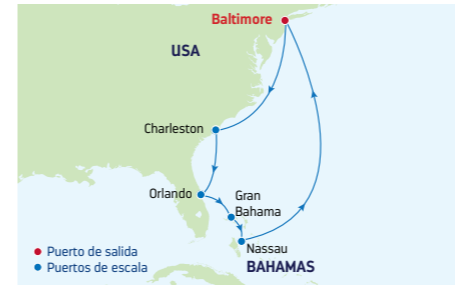 Baltimore
USA
Charleston
Orlando
Gran
Bahama
Nassau
BAHAMAS
Puerto de salida
Puertos de escala